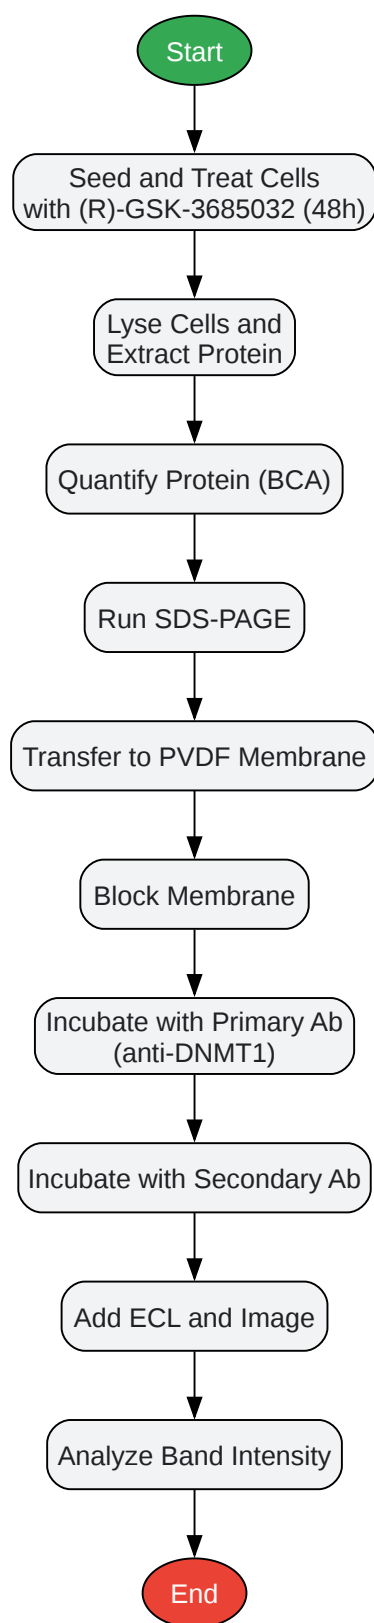 Start
Seed and Treat Cells
with (R)-GSK-3685032 (48h)
Lyse Cells and
Extract Protein
Quantify Protein (BCA)
Run SDS-PAGE
Transfer to PVDF Membrane
Block Membrane
Incubate with Primary Ab
(anti-DNMT1)
Incubate with Secondary Ab
Add ECL and Image
Analyze Band Intensity
End